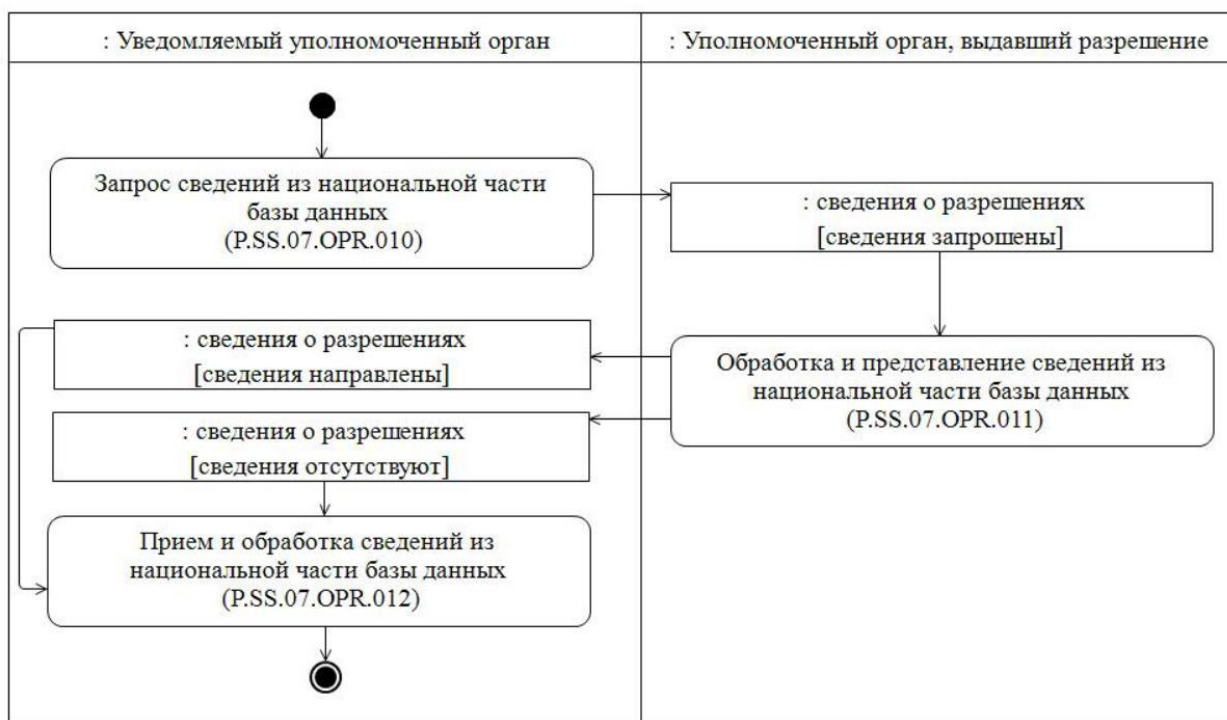 : Уведомляемый уполномоченный орган
: Уполномоченный орган, выдавший разрешение
Запрос сведений из национальной части
базы данных
(P.SS.07.OPR.010)
: сведения о разрешениях
[сведения запрошены]
: сведения о разрешениях
[сведения направлены]
Обработка и представление сведений из
национальной части базы данных
(P.SS.07.OPR.011)
: сведения о разрешениях
[сведения отсутствуют]
Прием и обработка сведений из
национальной части базы данных
(P.SS.07.OPR.012)